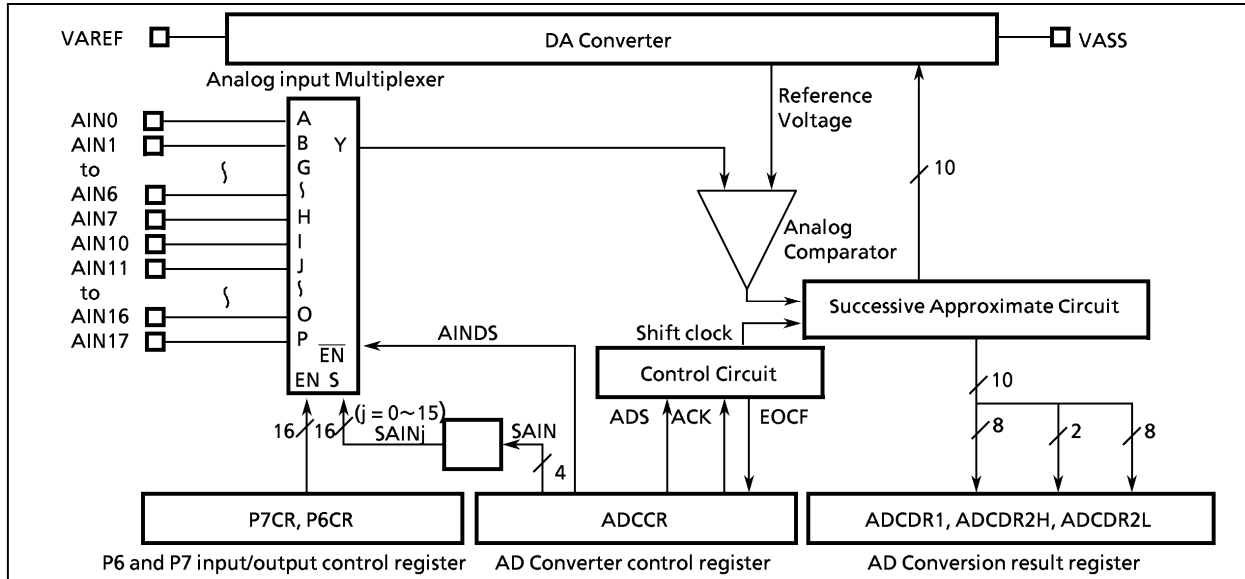 VAREF
DA Converter
VASS
Analog input Multiplexer
Reference
Voltage
AIN0
AIN1
to
AIN6
AIN7
AIN10
AIN11
to
AIN16
AIN17
A
B
G
~
H
I
J
~
O
P
Y
~
~
EN
EN S
10
Analog
Comparator
Successive Approximate Circuit
AINDS
Shift clock
Control Circuit
ADS
ACK
EOCF
10
8
2
8
16
16
(j = 0~15)
SAINj
SAIN
4
P7CR, P6CR
ADCCR
ADCDR1, ADCDR2H, ADCDR2L
P6 and P7 input/output control register
AD Converter control register
AD Conversion result register